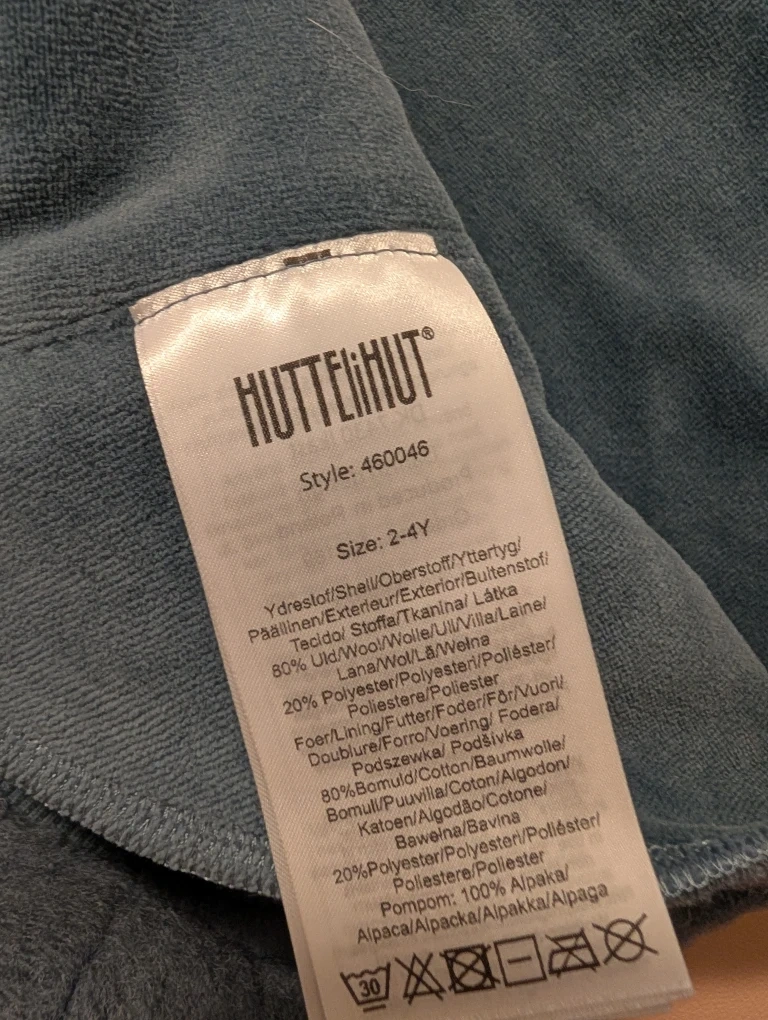 HUTTEliHUT®
Style: 460046
Size: 2-4Y
Ydrestof/Shell/Oberstoff/Yttertyg/
Päällinen/Exterieur/Exterior/Buitenstof/
Tecido/ Stoffa/Tkanina/ Látka
80% Uld/Wool/Wolle/Ull/Villa/Laine/
Lana/Wol/Lã/Wełna
20% Polyester/Polyesteri/Poliéster/
Poliestere/Poliester
Foer/Lining/Futter/Foder/Fôr/Vuori/
Doublure/Forro/Voering/ Fodera/
Podszewka/ Podšívka
80%Bomuld/Cotton/Baumwolle/
Bomull/Puuvilla/Coton/Algodon/
Katoen/Algodão/Cotone/
Bawełna/Bavlna
20%Polyester/Polyesteri/Poliéster/
Poliestere/Poliester
Pompom: 100% Alpaka/
Alpaca/Alpacka/Alpakka/Alpaga
30